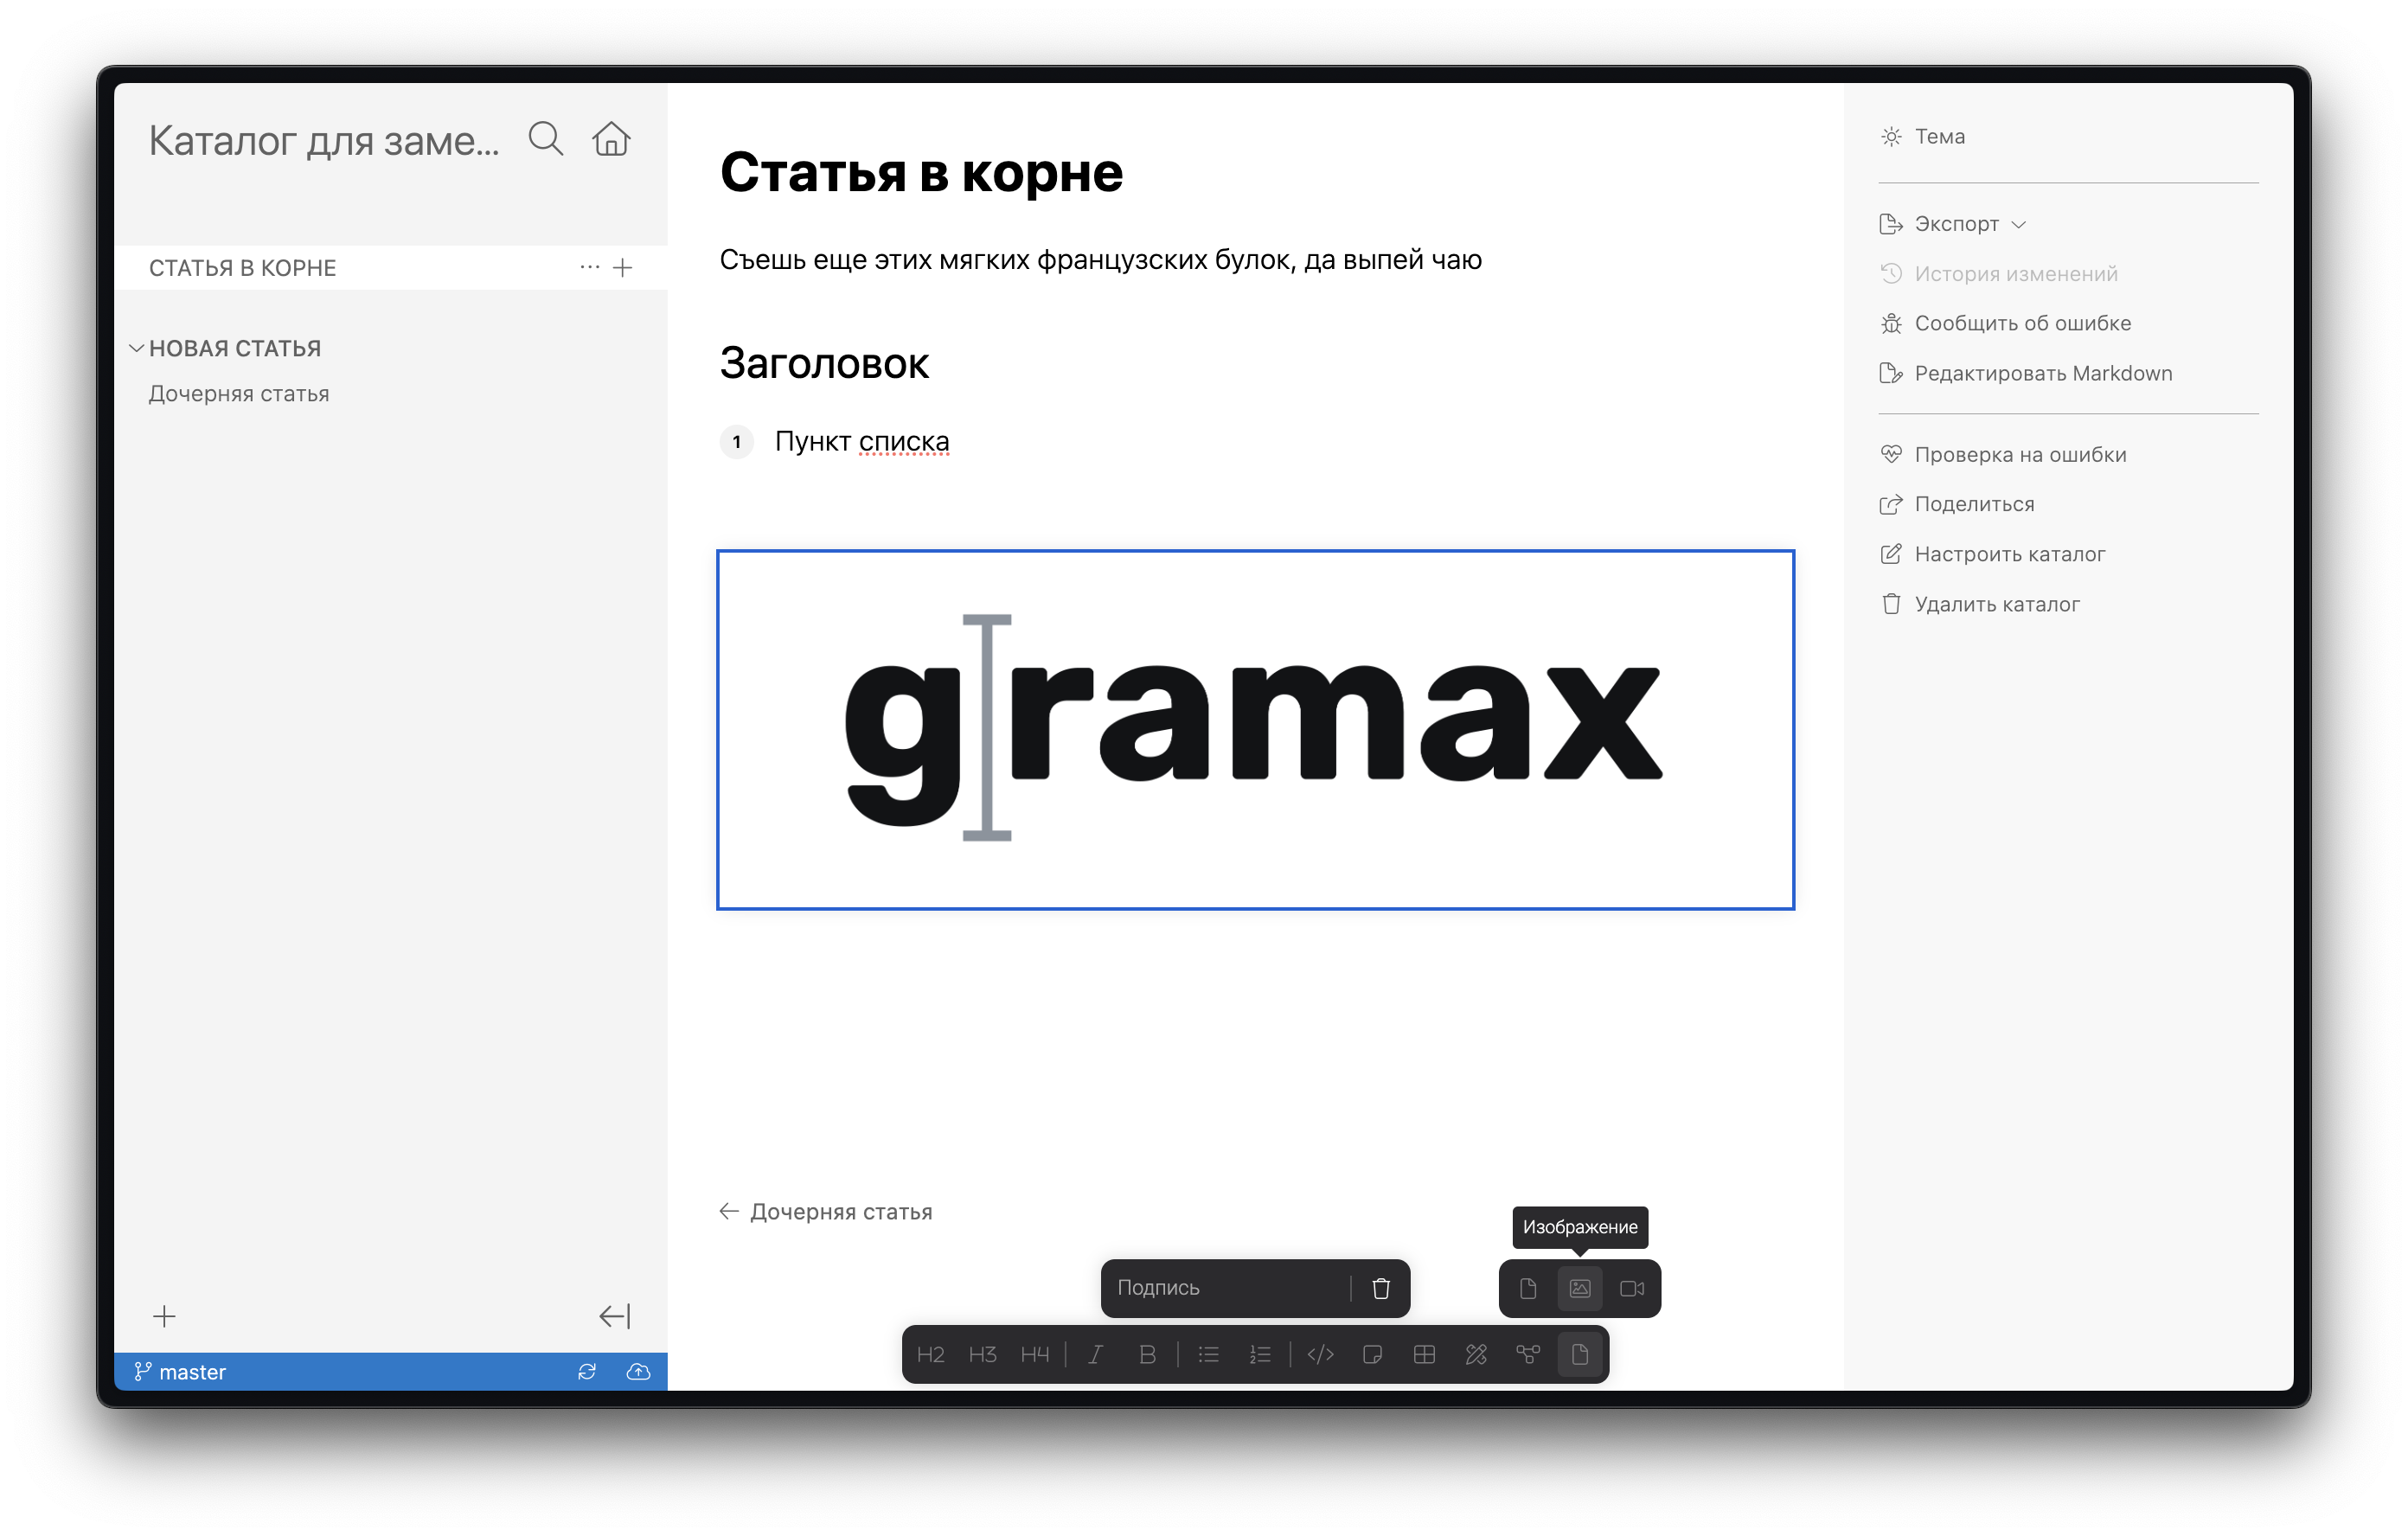 Каталог для заме...
СТАТЬЯ В КОРНЕ
НОВАЯ СТАТЬЯ
Дочерняя статья
master
Статья в корне
Съешь еще этих мягких французских булок, да выпей чаю
Заголовок
1 Пункт списка
gramax
← Дочерняя статья
Изображение
Подпись
H2 H3 H4 I B </>
Тема
Экспорт
История изменений
Сообщить об ошибке
Редактировать Markdown
Проверка на ошибки
Поделиться
Настроить каталог
Удалить каталог